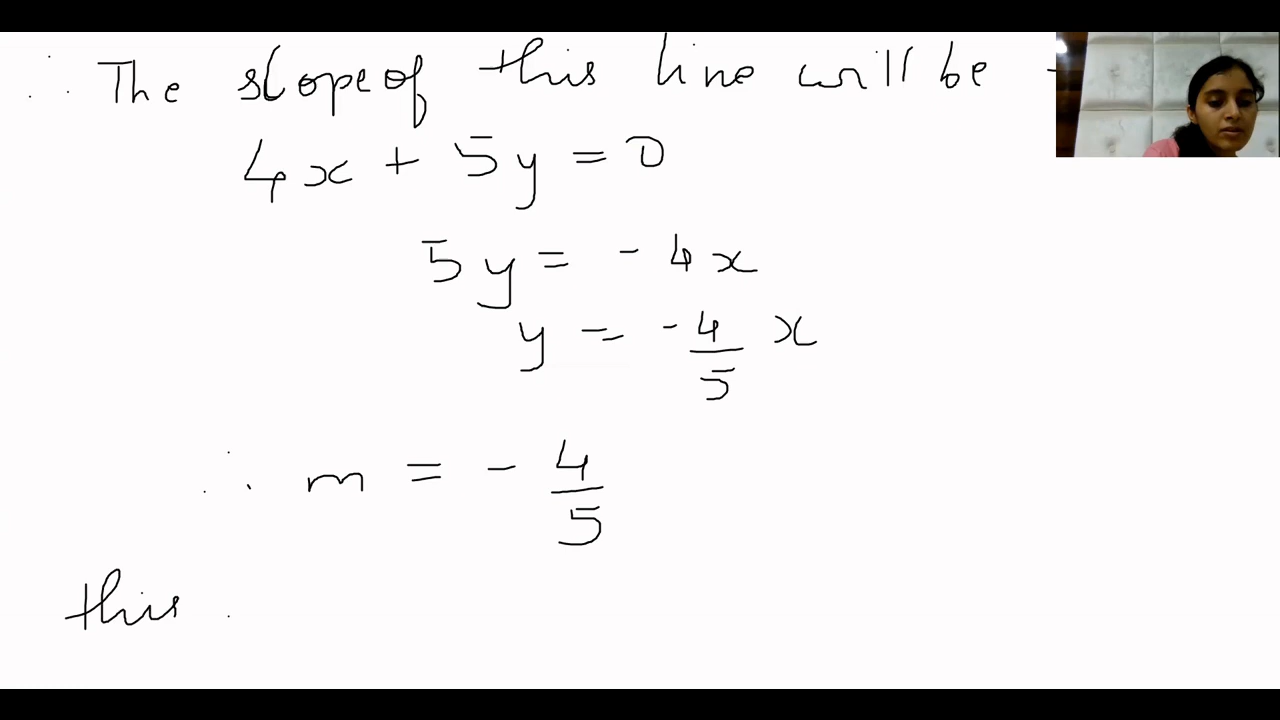 ∴ The slope of this line will be -
4x + 5y = 0
5y = - 4x
y = - 4/5 x
∴ m = - 4/5
this